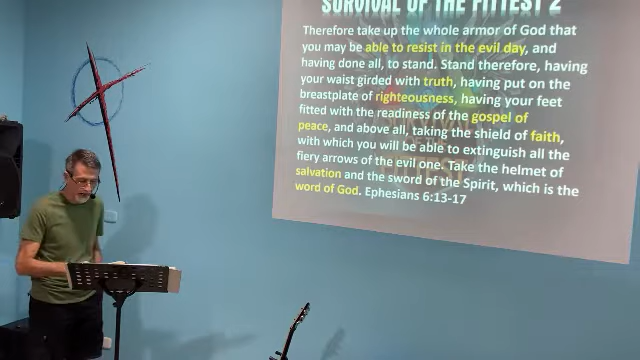 SURVIVAL OF THE FITTEST 2
Therefore take up the whole armor of God that
you may be able to resist in the evil day, and
having done all, to stand. Stand therefore, having
your waist girded with truth, having put on the
breastplate of righteousness, having your feet
fitted with the readiness of the gospel of
peace, and above all, taking the shield of faith,
with which you will be able to extinguish all the
fiery arrows of the evil one. Take the helmet of
salvation and the sword of the Spirit, which is the
word of God. Ephesians 6:13-17